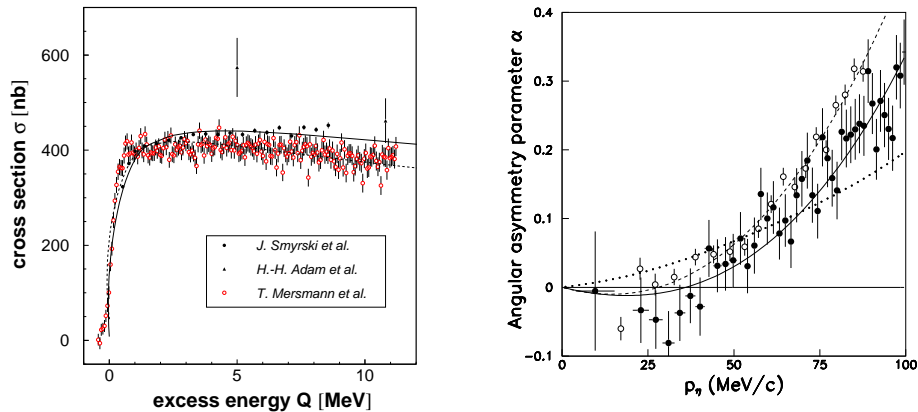 cross section σ [nb]
800
600
400
200
0
J. Smyrski et al.
H.-H. Adam et al.
T. Mersmann et al.
0
5
10
excess energy Q [MeV]
Angular asymmetry parameter α
0.4
0.3
0.2
0.1
0
-0.1
0
25
50
75
100
pη (MeV/c)